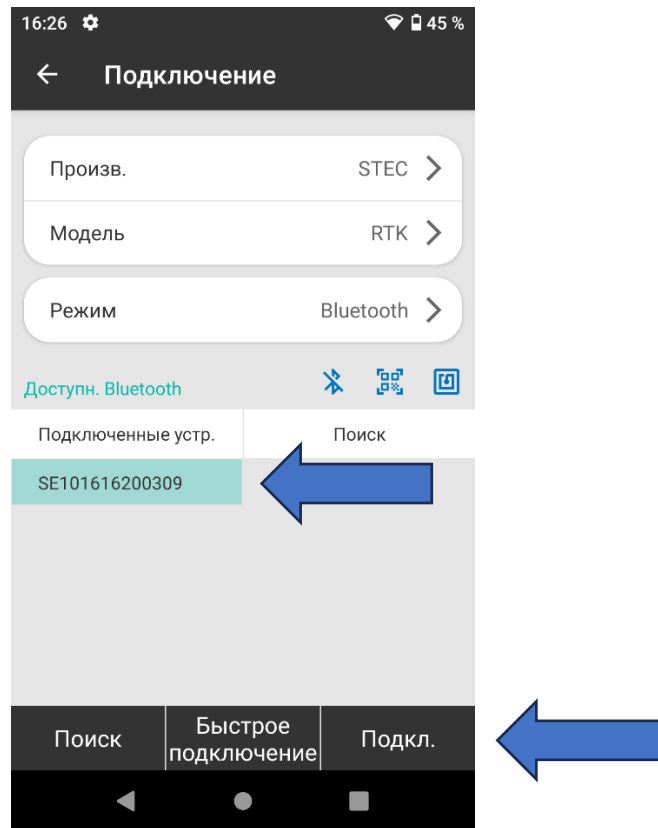 16:26 45 %
Подключение
Произв. STEC
Модель RTK
Режим Bluetooth
Доступн. Bluetooth
Подключенные устр. Поиск
SE101616200309
Поиск Быстрое подключение Подкл.